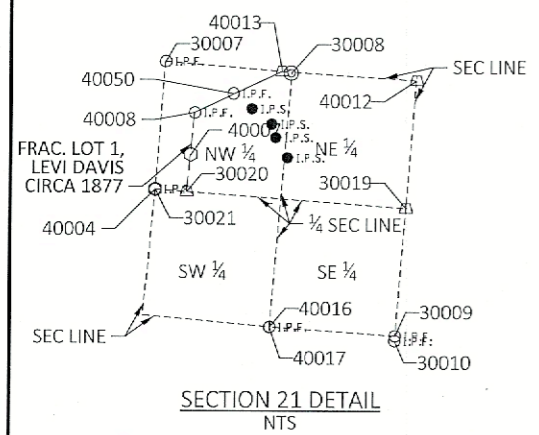 40013
30007
30008
I.P.F.
SEC LINE
40050
I.P.F.
40012
40008
I.P.F.
I.P.S.
I.P.S.
4000
I.P.S.
FRAC. LOT 1,
LEVI DAVIS
CIRCA 1877
NW ¼
NE ¼
I.P.S.
30020
30019
I.P.F.
40004
30021
¼ SEC LINE
SW ¼
SE ¼
40016
30009
SEC LINE
I.P.F.
I.P.F.
I.P.F.
40017
30010
SECTION 21 DETAIL
NTS